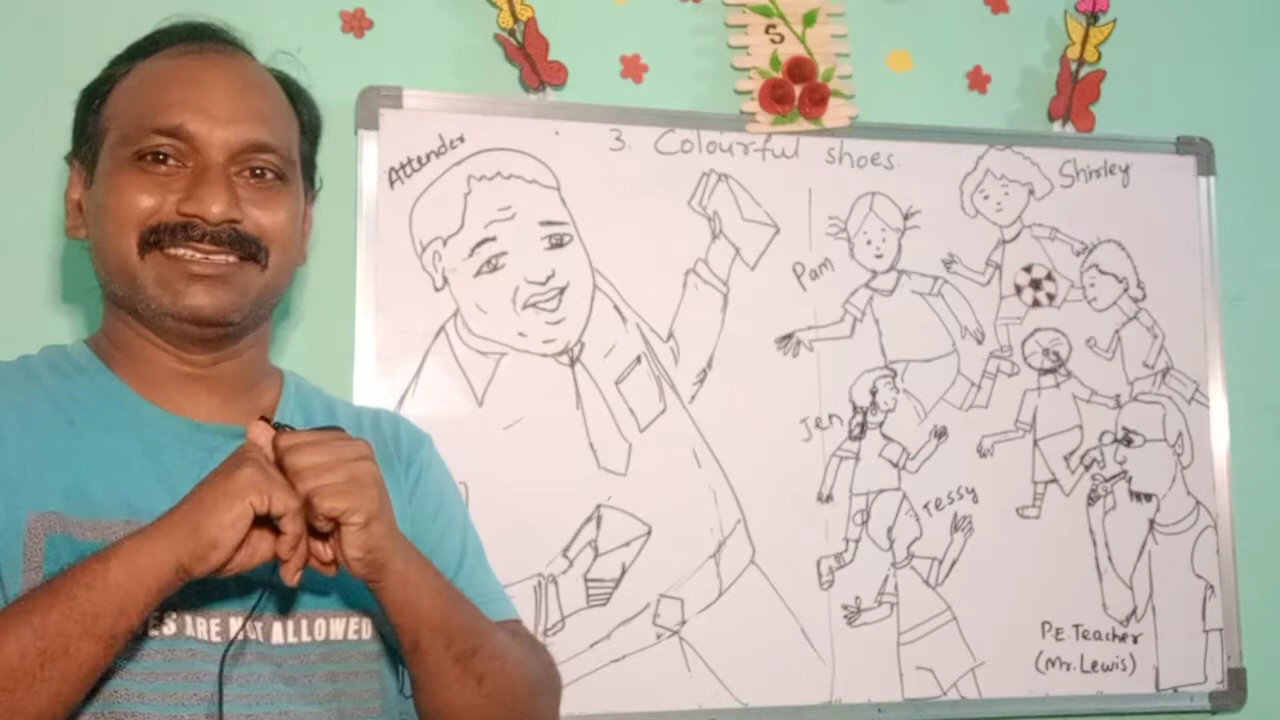 S
3. Colourful shoes.
Attender
Shirley
Pam
Jen
Tessy
P.E. Teacher
(Mr. Lewis)
ES ARE NOT ALLOWED